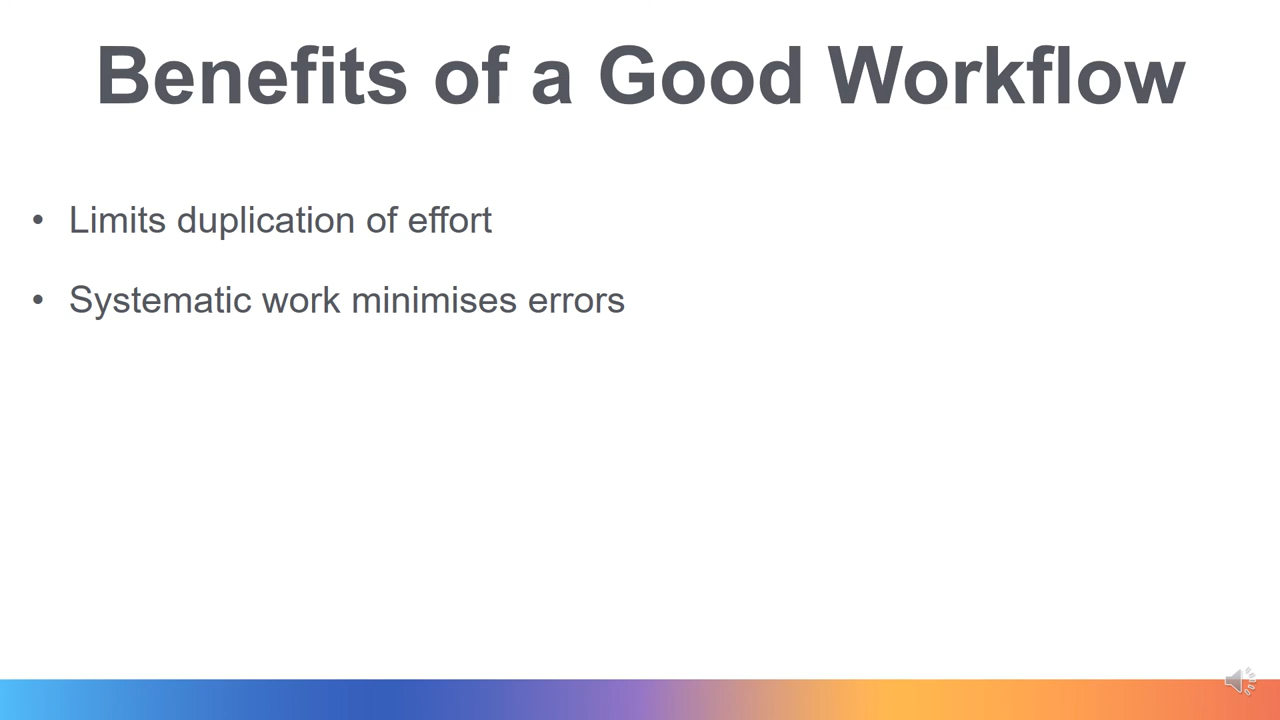 Benefits of a Good Workflow
• Limits duplication of effort
• Systematic work minimises errors